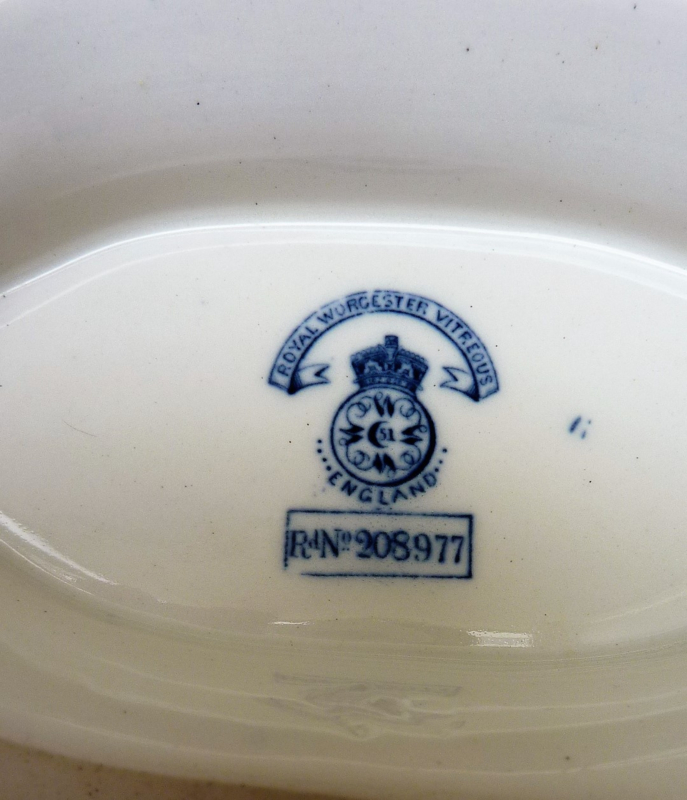 ROYAL WORCESTER VITREOUS
W W W W
51
ENGLAND
RdNo 208977